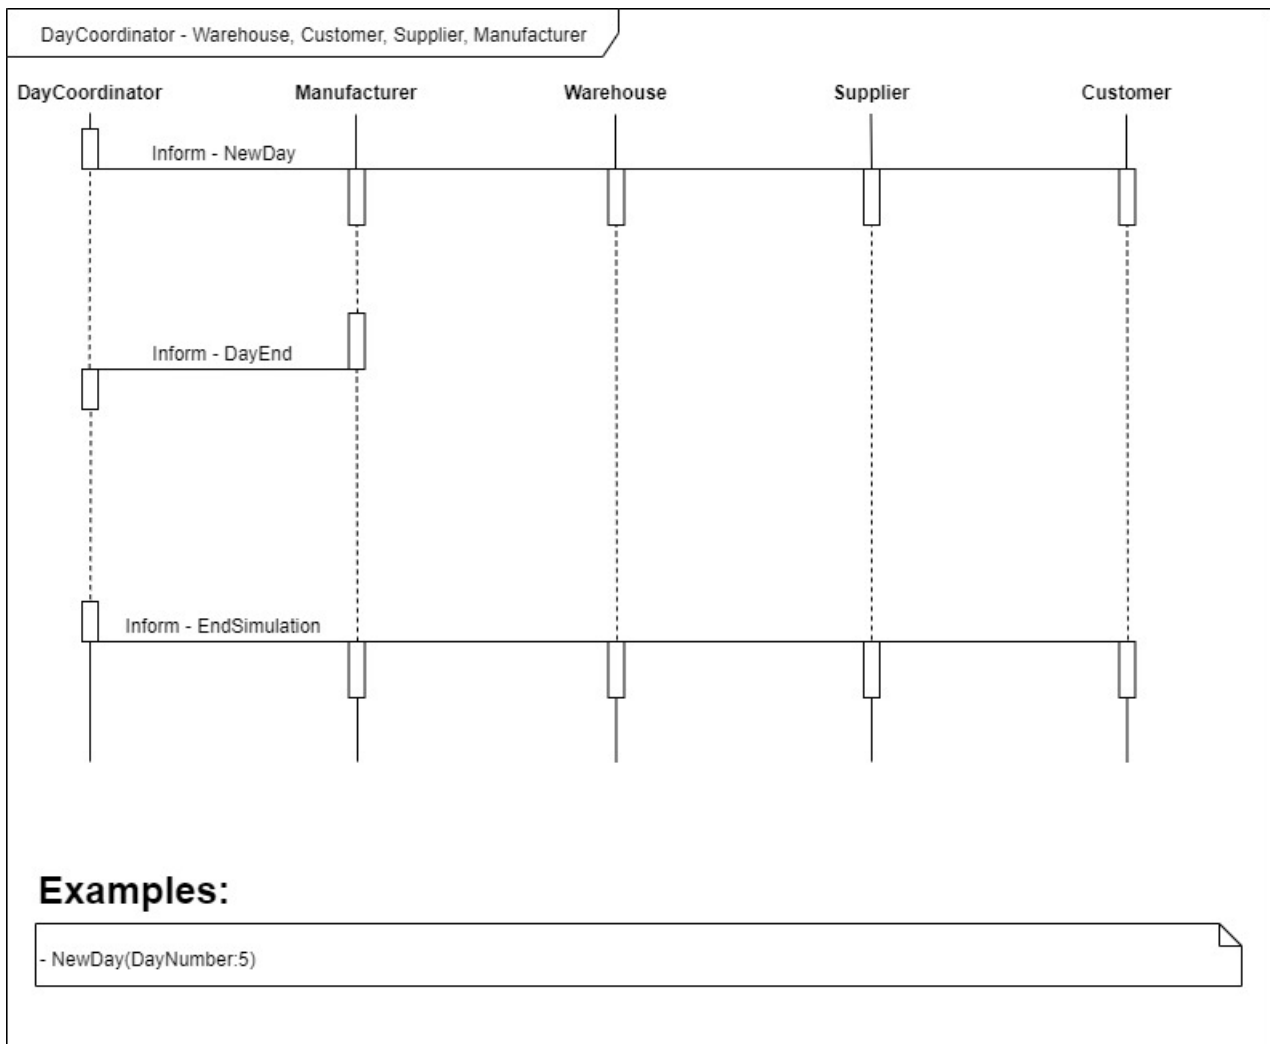 DayCoordinator - Warehouse, Customer, Supplier, Manufacturer
DayCoordinator Manufacturer Warehouse Supplier Customer
Inform - NewDay
Inform - DayEnd
Inform - EndSimulation
Examples:
- NewDay(DayNumber:5)